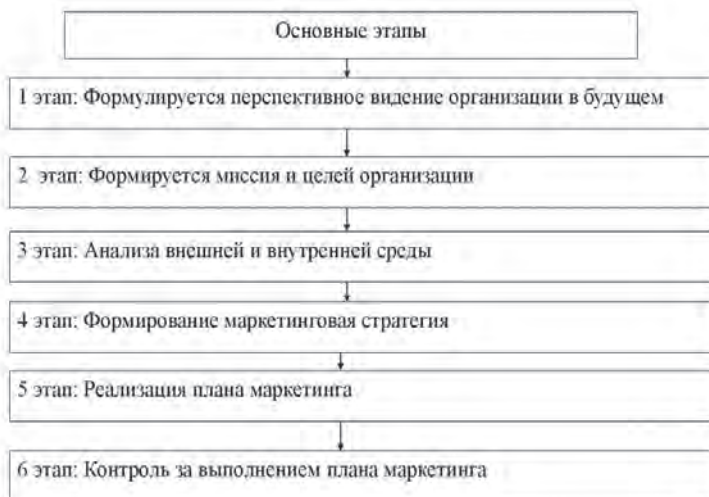 Основные этапы
1 этап: Формулируется перспективное видение организации в будущем
2 этап: Формируется миссия и целей организации
3 этап: Анализа внешней и внутренней среды
4 этап: Формирование маркетинговая стратегия
5 этап: Реализация плана маркетинга
6 этап: Контроль за выполнением плана маркетинга